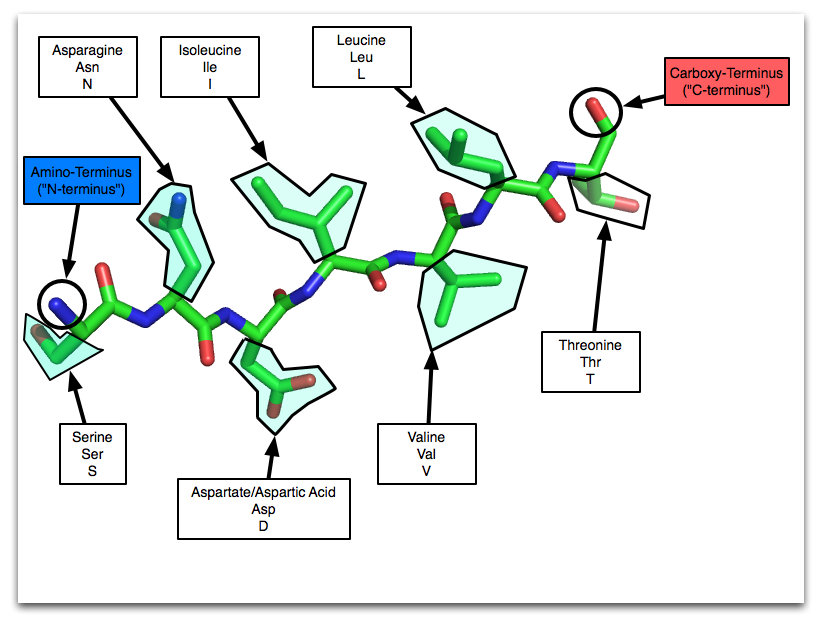 Asparagine
Asn
N
Isoleucine
Ile
I
Leucine
Leu
L
Carboxy-Terminus
("C-terminus")
Amino-Terminus
("N-terminus")
Threonine
Thr
T
Serine
Ser
S
Valine
Val
V
Aspartate/Aspartic Acid
Asp
D